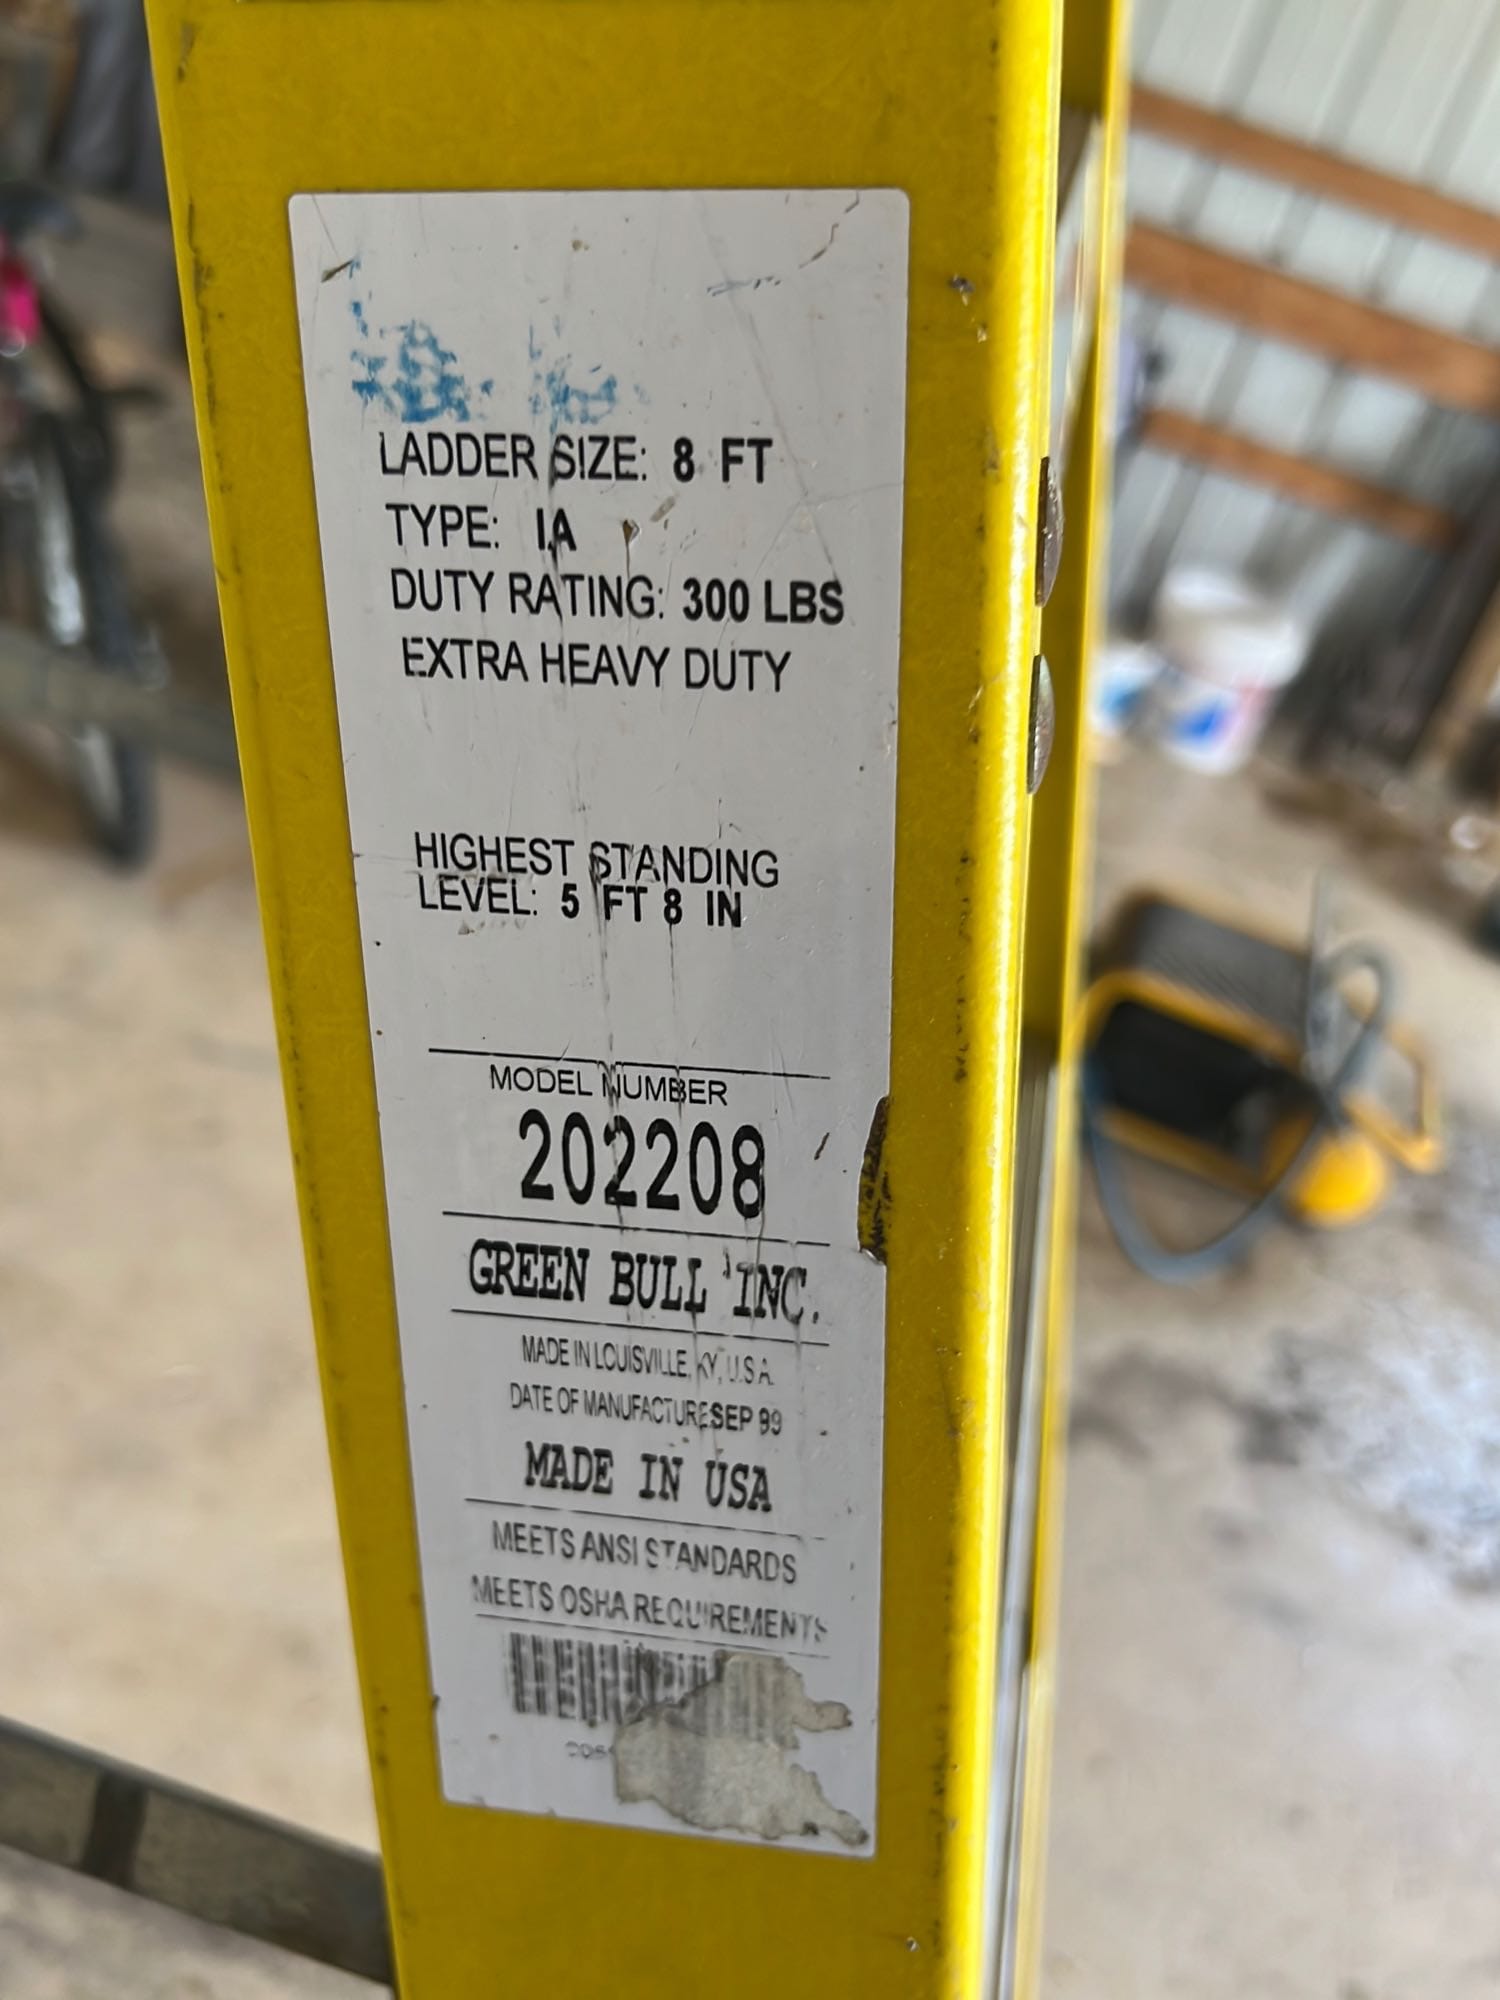 LADDER SIZE: 8 FT
TYPE: IA
DUTY RATING: 300 LBS
EXTRA HEAVY DUTY
HIGHEST STANDING
LEVEL: 5 FT 8 IN
MODEL NUMBER
202208
GREEN BULL INC.
MADE IN LOUISVILLE, KY, U.S.A.
DATE OF MANUFACTURE SEP 99
MADE IN USA
MEETS ANSI STANDARDS
MEETS OSHA REQUIREMENTS